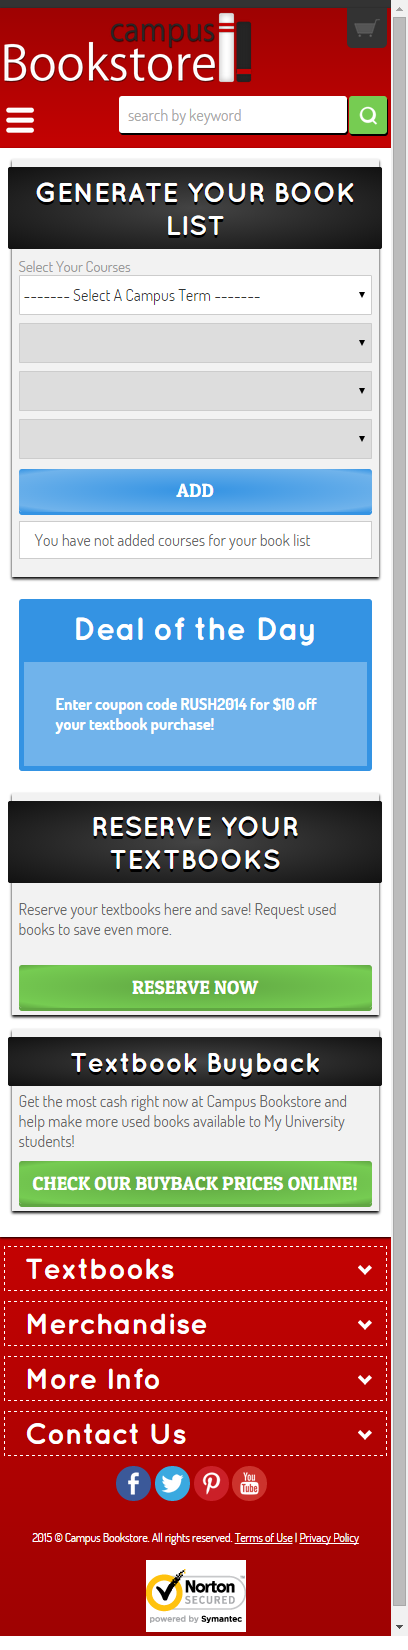 campus
Bookstore
search by keyword
GENERATE YOUR BOOK
LIST
Select Your Courses
------- Select A Campus Term -------
ADD
You have not added courses for your book list
Deal of the Day
Enter coupon code RUSH2014 for $10 off
your textbook purchase!
RESERVE YOUR
TEXTBOOKS
Reserve your textbooks here and save! Request used
books to save even more.
RESERVE NOW
Textbook Buyback
Get the most cash right now at Campus Bookstore and
help make more used books available to My University
students!
CHECK OUR BUYBACK PRICES ONLINE!
Textbooks
Merchandise
More Info
Contact Us
You
Tube
2015 © Campus Bookstore. All rights reserved. Terms of Use | Privacy Policy
Norton
SECURED
powered by Symantec